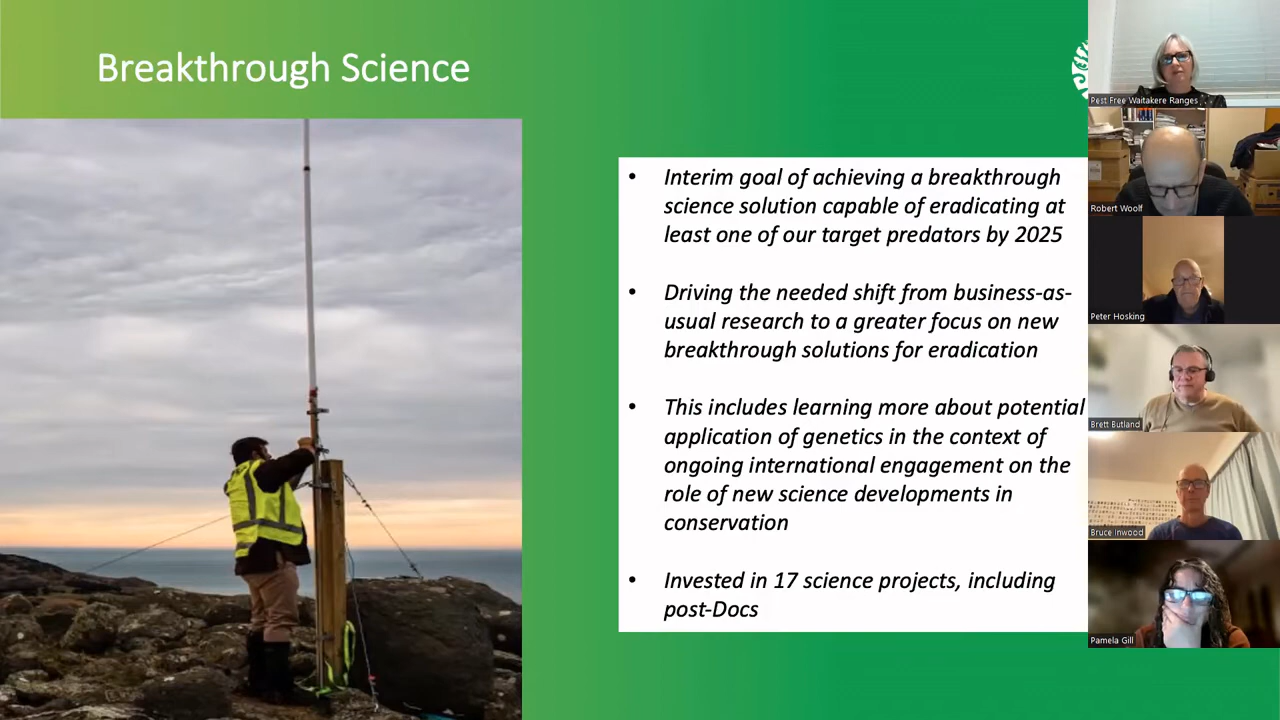 Breakthrough Science
• Interim goal of achieving a breakthrough
science solution capable of eradicating at
least one of our target predators by 2025
• Driving the needed shift from business-as-
usual research to a greater focus on new
breakthrough solutions for eradication
• This includes learning more about potential
application of genetics in the context of
ongoing international engagement on the
role of new science developments in
conservation
• Invested in 17 science projects, including
post-Docs
Pest Free Waitakere Ranges
Robert Woolf
Peter Hosking
Brett Butland
Bruce Inwood
Pamela Gill